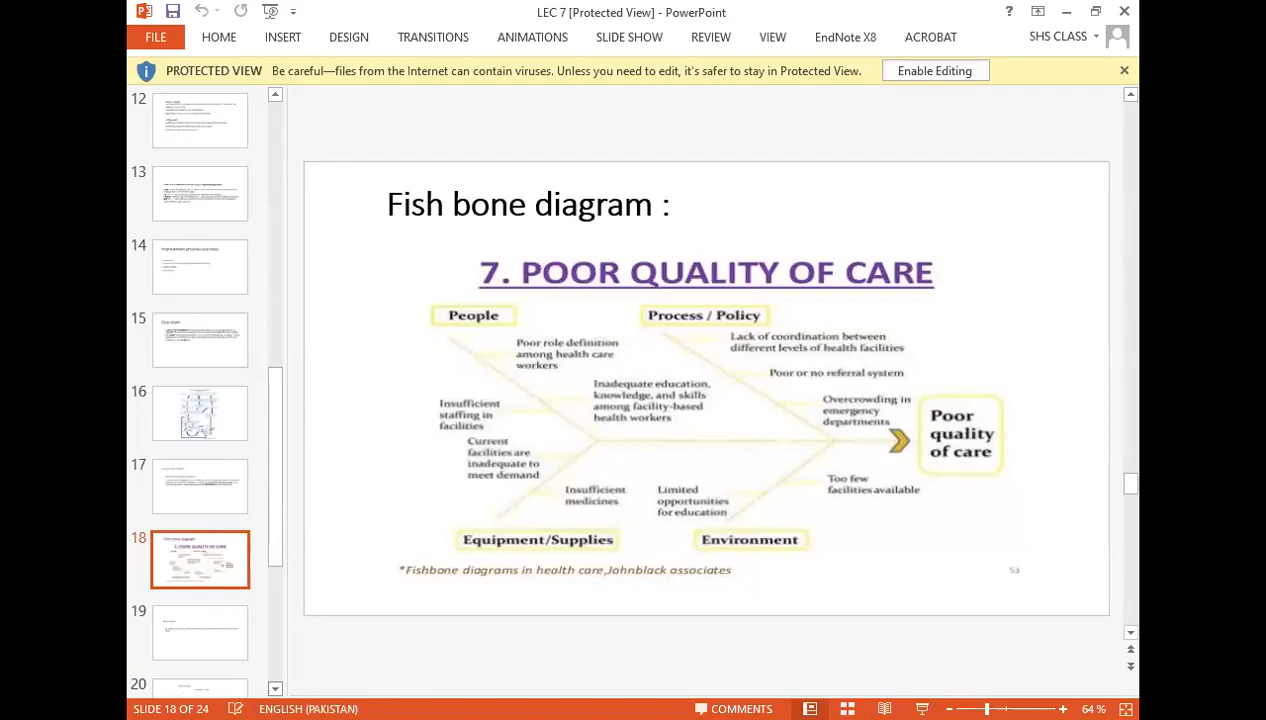 LEC 7 [Protected View] - PowerPoint
?
FILE HOME INSERT DESIGN TRANSITIONS ANIMATIONS SLIDE SHOW REVIEW VIEW EndNote X8 ACROBAT SHS CLASS
PROTECTED VIEW Be careful—files from the Internet can contain viruses. Unless you need to edit, it's safer to stay in Protected View. Enable Editing
12
13
14
Improvement activities and tools
15
16
17
18
19
20
Fish bone diagram :
7. POOR QUALITY OF CARE
People
Process / Policy
Poor role definition
among health care
workers
Lack of coordination between
different levels of health facilities
Poor or no referral system
Insufficient
staffing in
facilities
Inadequate education,
knowledge, and skills
among facility-based
health workers
Overcrowding in
emergency
departments
Poor
quality
of care
Current
facilities are
inadequate to
meet demand
Insufficient
medicines
Limited
opportunities
for education
Too few
facilities available
Equipment/Supplies
Environment
*Fishbone diagrams in health care,Johnblack associates
53
SLIDE 18 OF 24 ENGLISH (PAKISTAN) COMMENTS 64 %